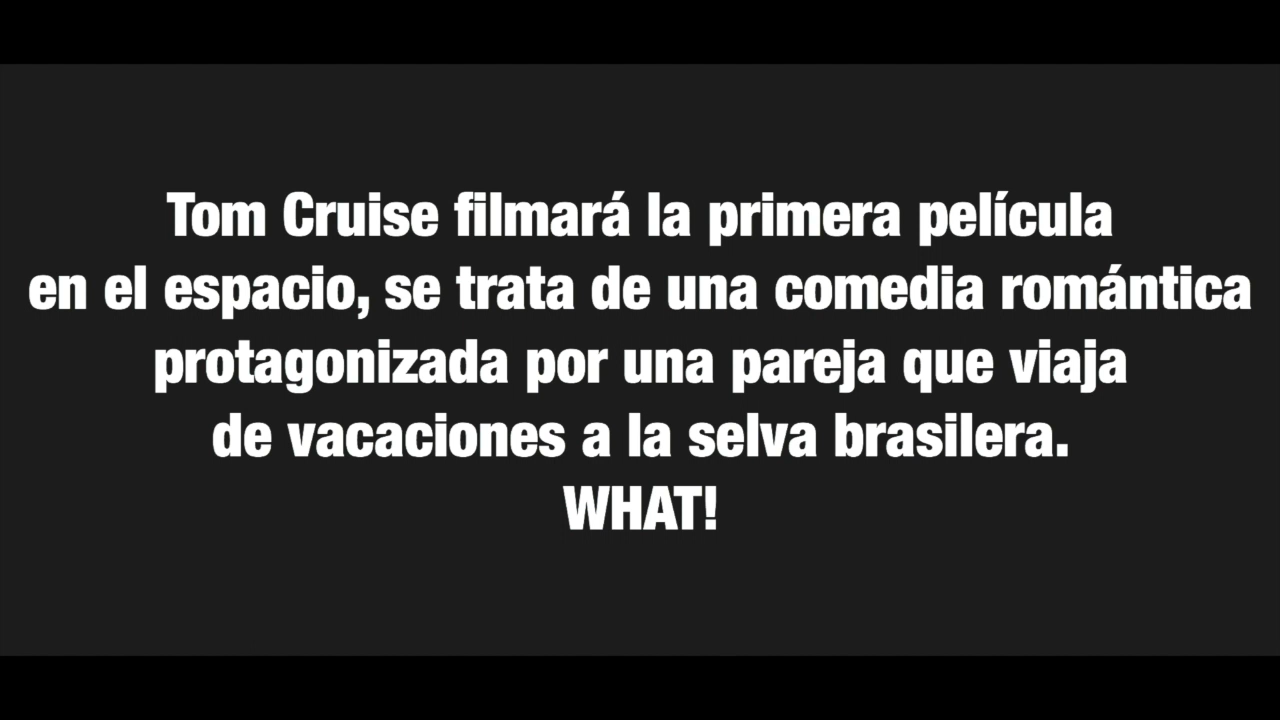 Tom Cruise filmará la primera película
en el espacio, se trata de una comedia romántica
protagonizada por una pareja que viaja
de vacaciones a la selva brasilera.
WHAT!